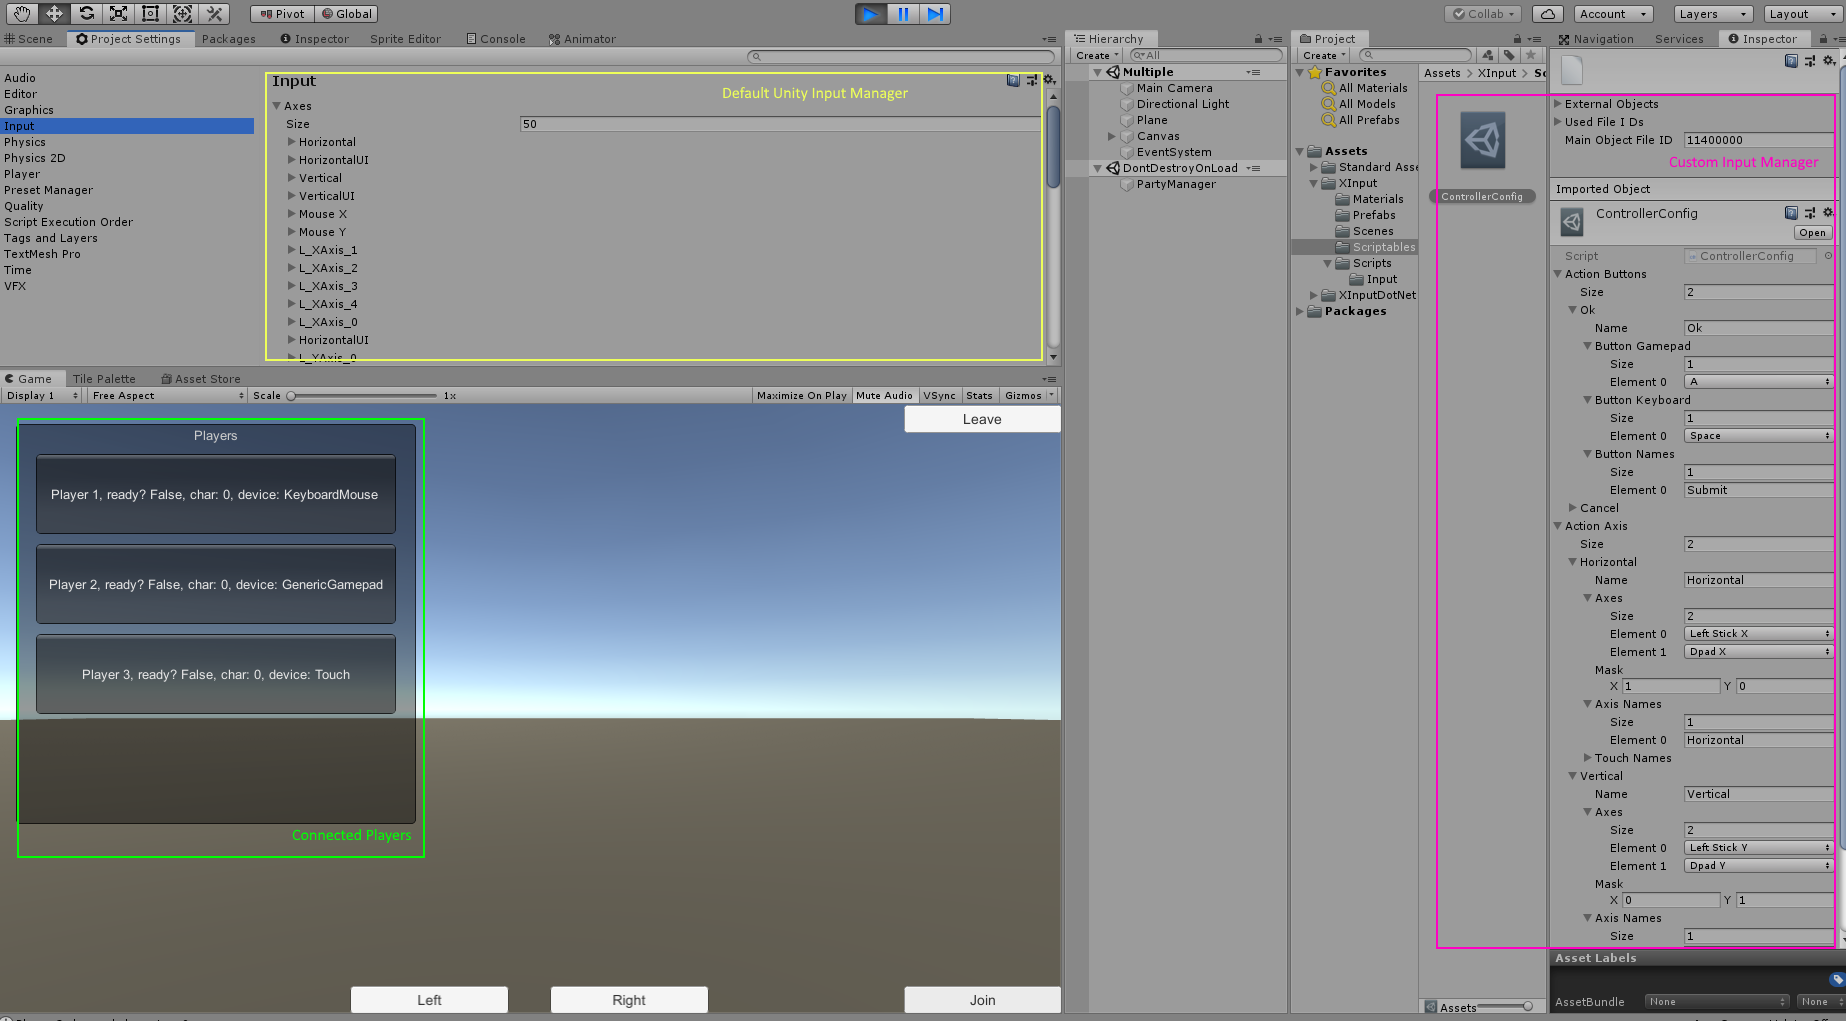 Pivot
Global
Collab
Account
Layers
Layout
Scene
Project Settings
Packages
Inspector
Sprite Editor
Console
Animator
Audio
Editor
Graphics
Input
Physics
Physics 2D
Player
Preset Manager
Quality
Script Execution Order
Tags and Layers
TextMesh Pro
Time
VFX
Input
Default Unity Input Manager
Axes
Size 50
Horizontal
HorizontalUI
Vertical
VerticalUI
Mouse X
Mouse Y
L_XAxis_1
L_XAxis_2
L_XAxis_3
L_XAxis_4
L_XAxis_0
HorizontalUI
L_YAxis_0
Game
Tile Palette
Asset Store
Display 1
Free Aspect
Scale
1x
Maximize On Play
Mute Audio
VSync
Stats
Gizmos
Leave
Players
Player 1, ready? False, char: 0, device: KeyboardMouse
Player 2, ready? False, char: 0, device: GenericGamepad
Player 3, ready? False, char: 0, device: Touch
Connected Players
Left
Right
Join
Hierarchy
Create
All
Multiple
Main Camera
Directional Light
Plane
Canvas
EventSystem
DontDestroyOnLoad
PartyManager
Project
Create
Favorites
All Materials
All Models
All Prefabs
Assets
Standard Asse
XInput
Materials
Prefabs
Scenes
Scriptables
Scripts
Input
XInputDotNet
Packages
Assets > XInput > Sc
ControllerConfig
Assets
Navigation
Services
Inspector
External Objects
Used File I Ds
Main Object File ID 11400000
Custom Input Manager
Imported Object
ControllerConfig
Open
Script ControllerConfig
Action Buttons
Size 2
Ok
Name Ok
Button Gamepad
Size 1
Element 0 A
Button Keyboard
Size 1
Element 0 Space
Button Names
Size 1
Element 0 Submit
Cancel
Action Axis
Size 2
Horizontal
Name Horizontal
Axes
Size 2
Element 0 Left Stick X
Element 1 Dpad X
Mask
X 1 Y 0
Axis Names
Size 1
Element 0 Horizontal
Touch Names
Vertical
Name Vertical
Axes
Size 2
Element 0 Left Stick Y
Element 1 Dpad Y
Mask
X 0 Y 1
Axis Names
Size 1
Asset Labels
AssetBundle None None